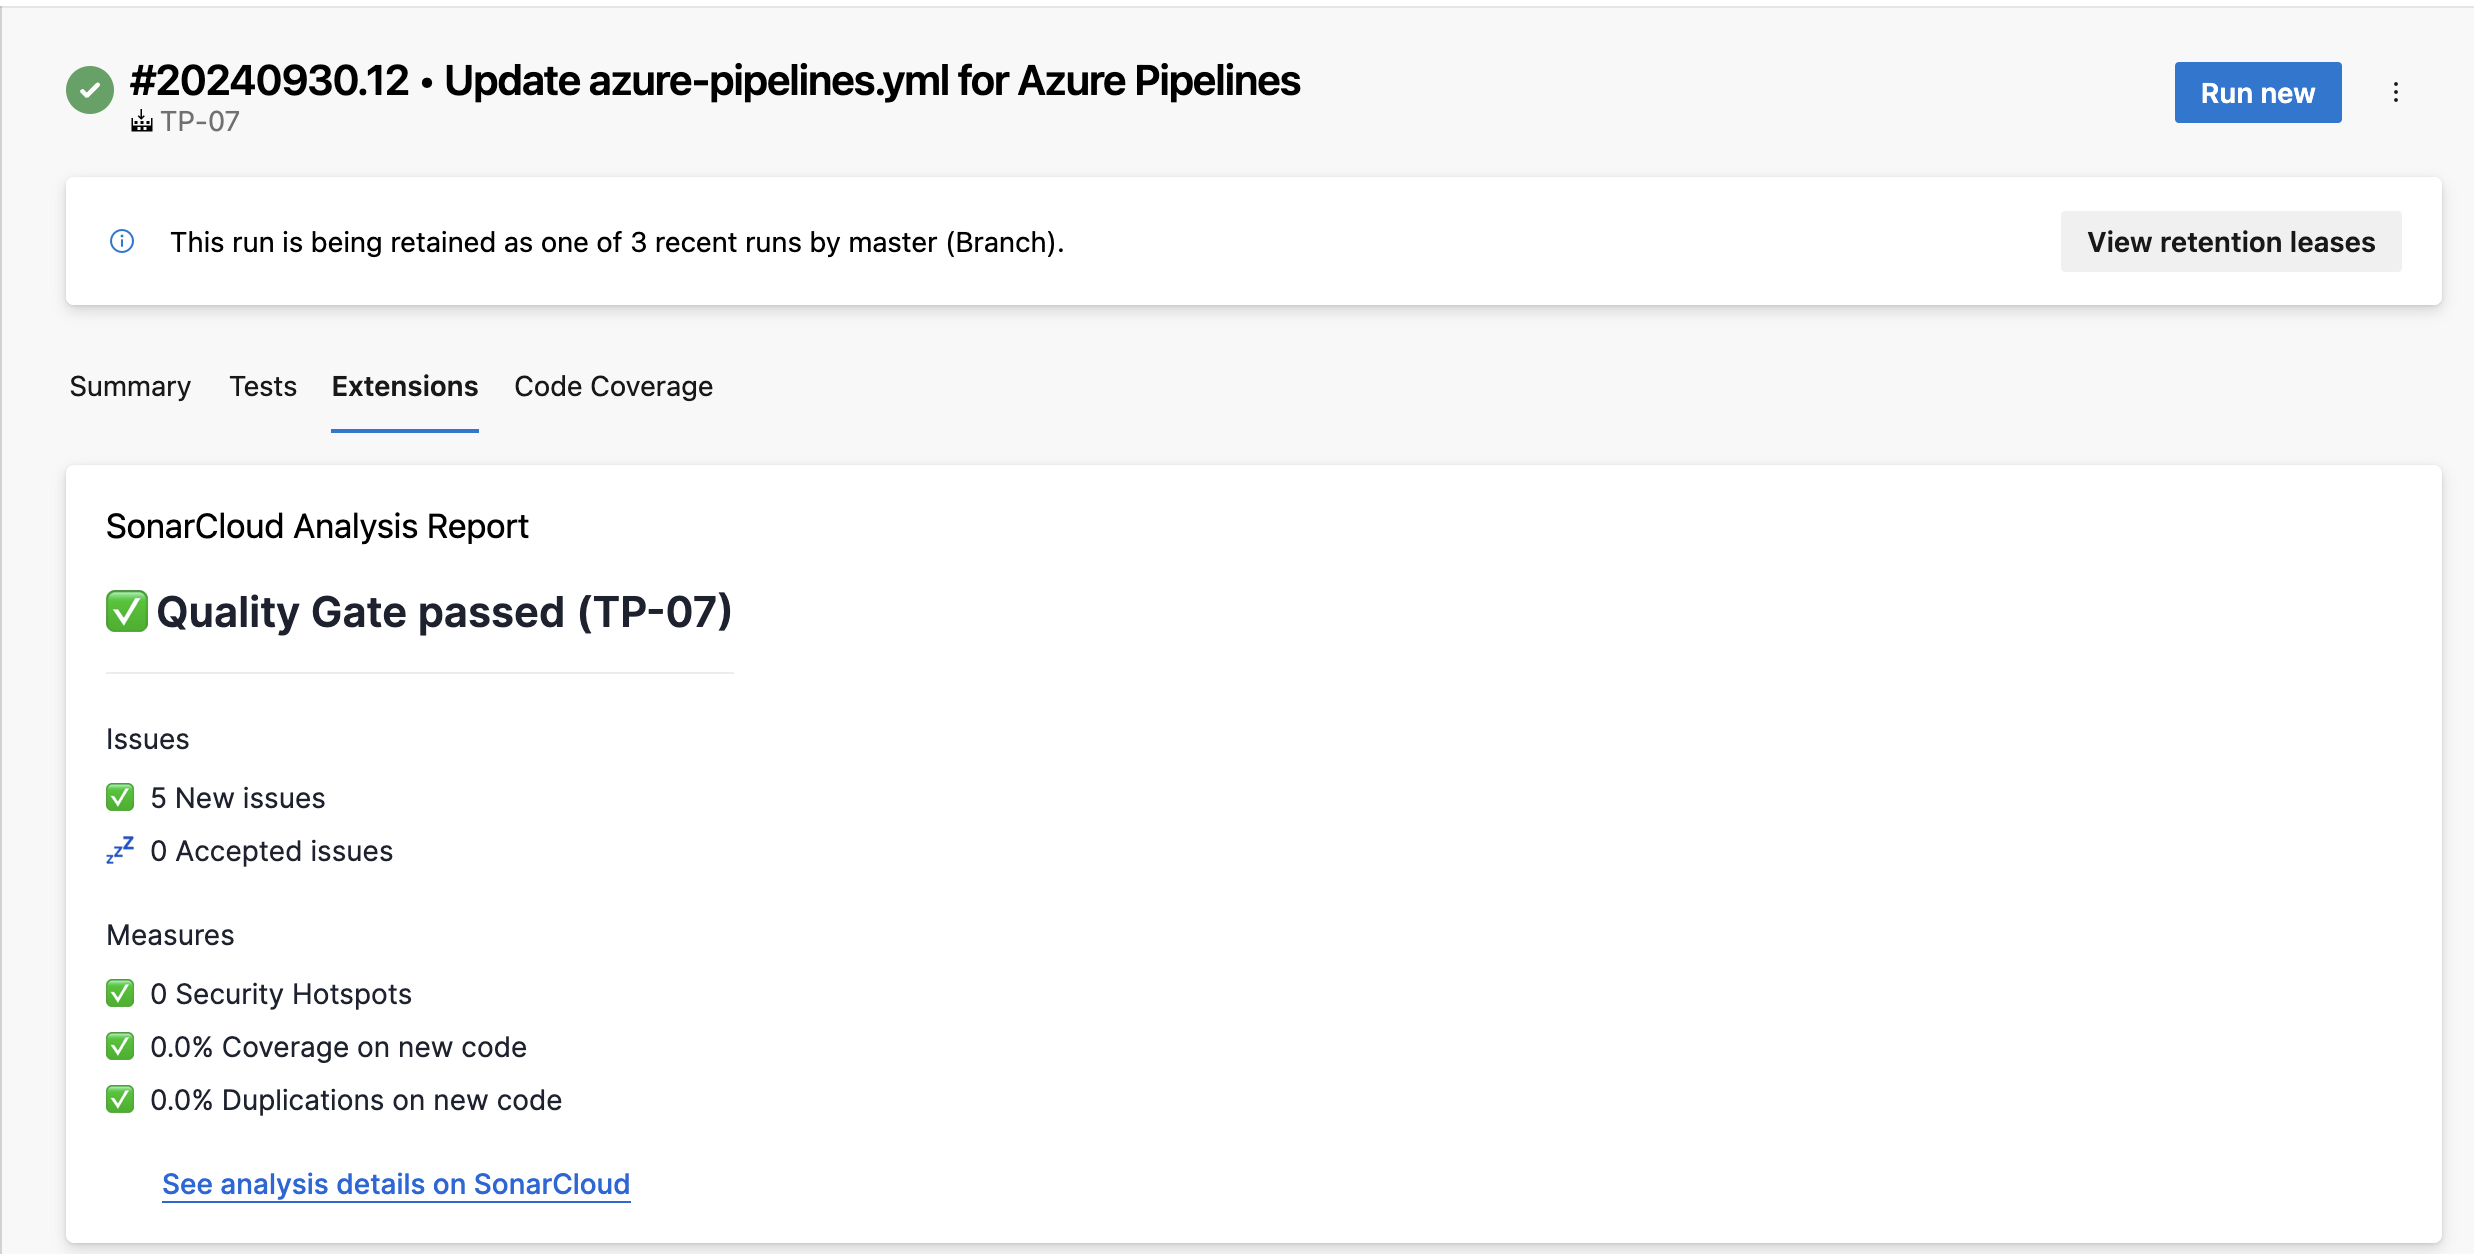 #20240930.12 • Update azure-pipelines.yml for Azure Pipelines
TP-07
Run new
This run is being retained as one of 3 recent runs by master (Branch).
View retention leases
Summary Tests Extensions Code Coverage
SonarCloud Analysis Report
✅ Quality Gate passed (TP-07)
Issues
✅ 5 New issues
💤 0 Accepted issues
Measures
✅ 0 Security Hotspots
✅ 0.0% Coverage on new code
✅ 0.0% Duplications on new code
See analysis details on SonarCloud